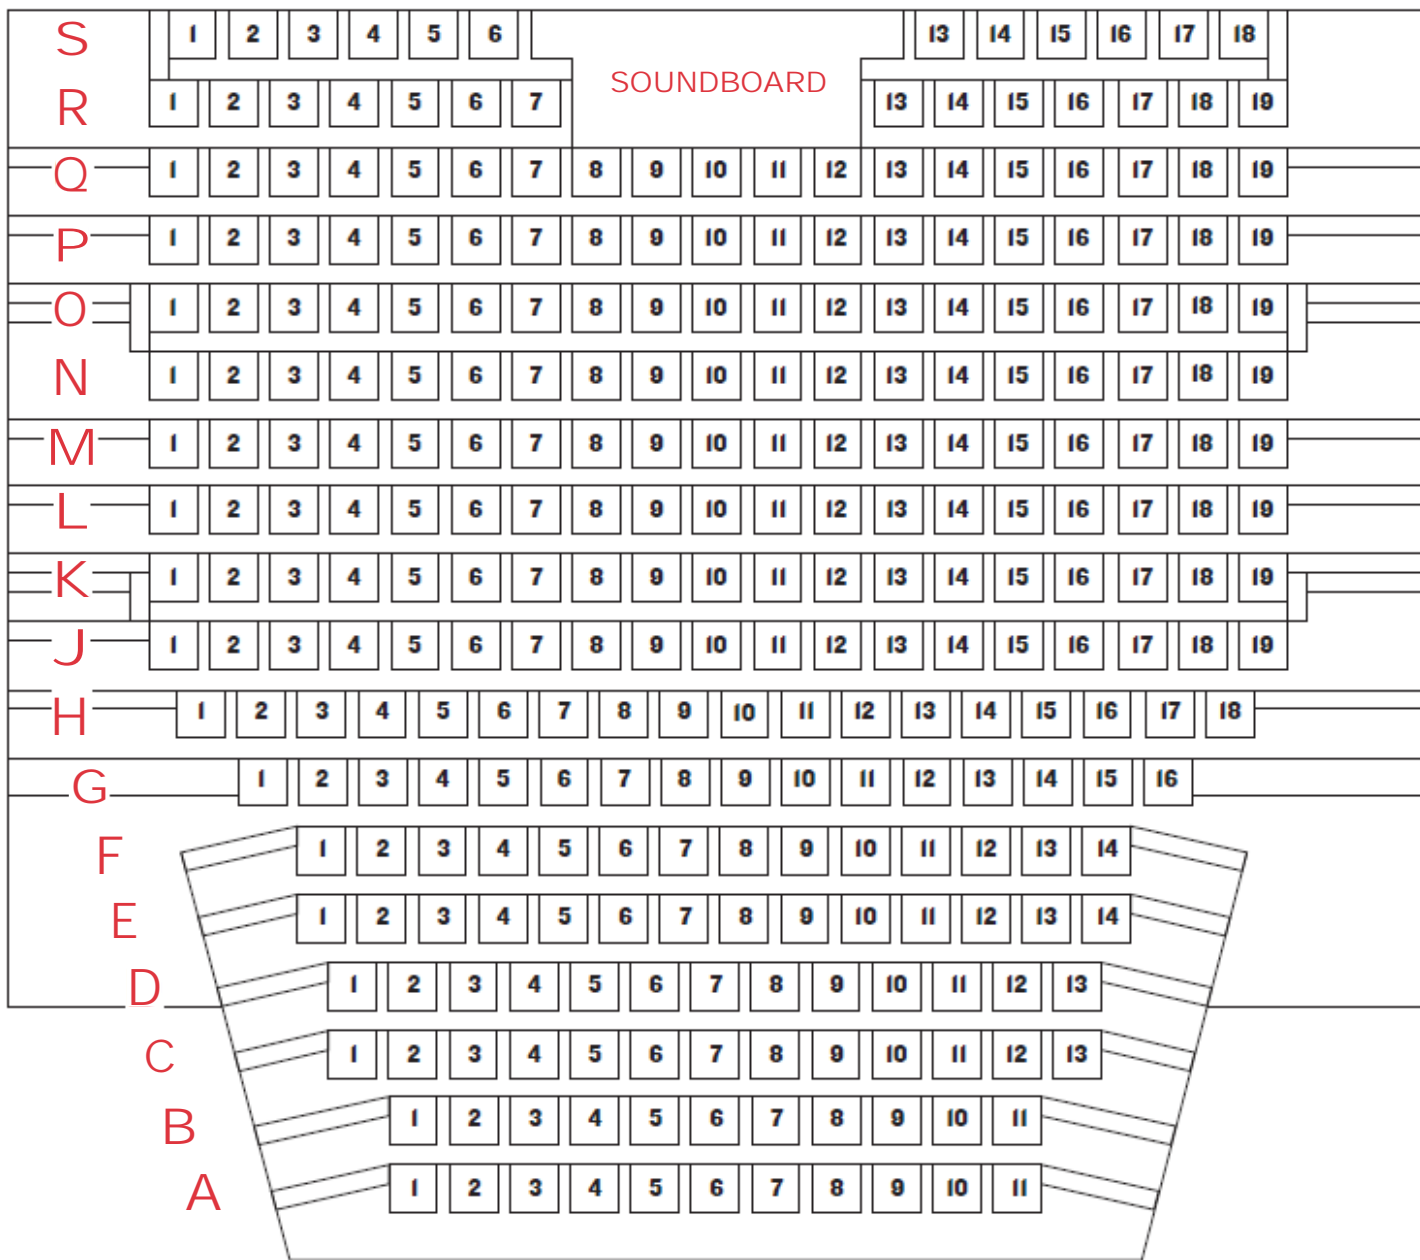 S 1 2 3 4 5 6 13 14 15 16 17 18
SOUNDBOARD
R 1 2 3 4 5 6 7 13 14 15 16 17 18 19
Q 1 2 3 4 5 6 7 8 9 10 11 12 13 14 15 16 17 18 19
P 1 2 3 4 5 6 7 8 9 10 11 12 13 14 15 16 17 18 19
O 1 2 3 4 5 6 7 8 9 10 11 12 13 14 15 16 17 18 19
N 1 2 3 4 5 6 7 8 9 10 11 12 13 14 15 16 17 18 19
M 1 2 3 4 5 6 7 8 9 10 11 12 13 14 15 16 17 18 19
L 1 2 3 4 5 6 7 8 9 10 11 12 13 14 15 16 17 18 19
K 1 2 3 4 5 6 7 8 9 10 11 12 13 14 15 16 17 18 19
J 1 2 3 4 5 6 7 8 9 10 11 12 13 14 15 16 17 18 19
H 1 2 3 4 5 6 7 8 9 10 11 12 13 14 15 16 17 18
G 1 2 3 4 5 6 7 8 9 10 11 12 13 14 15 16
F 1 2 3 4 5 6 7 8 9 10 11 12 13 14
E 1 2 3 4 5 6 7 8 9 10 11 12 13 14
D 1 2 3 4 5 6 7 8 9 10 11 12 13
C 1 2 3 4 5 6 7 8 9 10 11 12 13
B 1 2 3 4 5 6 7 8 9 10 11
A 1 2 3 4 5 6 7 8 9 10 11